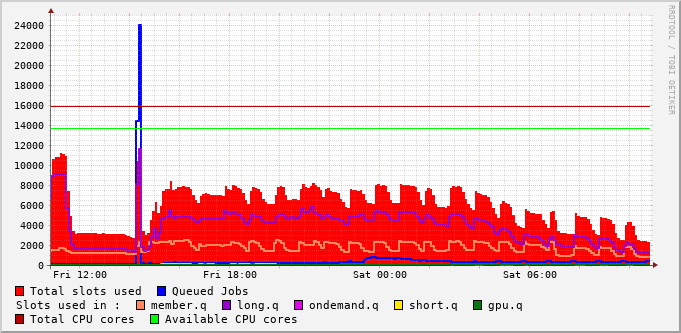 24000
22000
20000
18000
16000
14000
12000
10000
8000
6000
4000
2000
0
Fri 12:00 Fri 18:00 Sat 00:00 Sat 06:00
RRDTOOL / TOBI OETIKER
Total slots used Queued Jobs
Slots used in : member.q long.q ondemand.q short.q gpu.q
Total CPU cores Available CPU cores